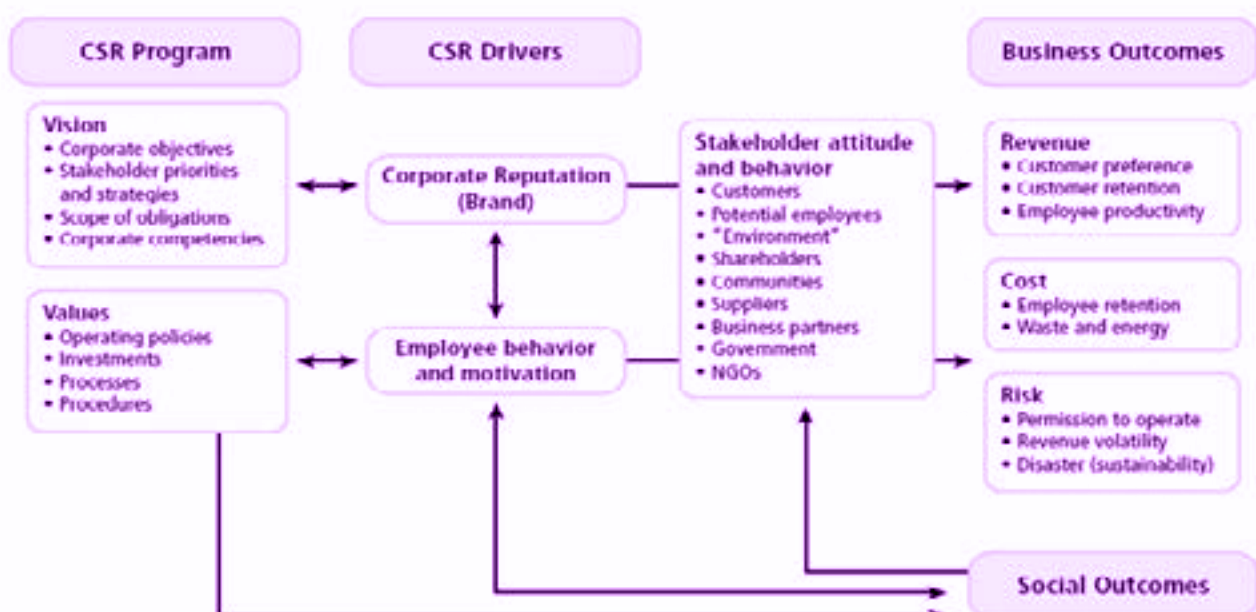 CSR Program
CSR Drivers
Business Outcomes
Vision
• Corporate objectives
• Stakeholder priorities
and strategies
• Scope of obligations
• Corporate competencies
Values
• Operating policies
• Investments
• Processes
• Procedures
Corporate Reputation
(Brand)
Employee behavior
and motivation
Stakeholder attitude
and behavior
• Customers
• Potential employees
• "Environment"
• Shareholders
• Communities
• Suppliers
• Business partners
• Government
• NGOs
Revenue
• Customer preference
• Customer retention
• Employee productivity
Cost
• Employee retention
• Waste and energy
Risk
• Permission to operate
• Revenue volatility
• Disaster (sustainability)
Social Outcomes